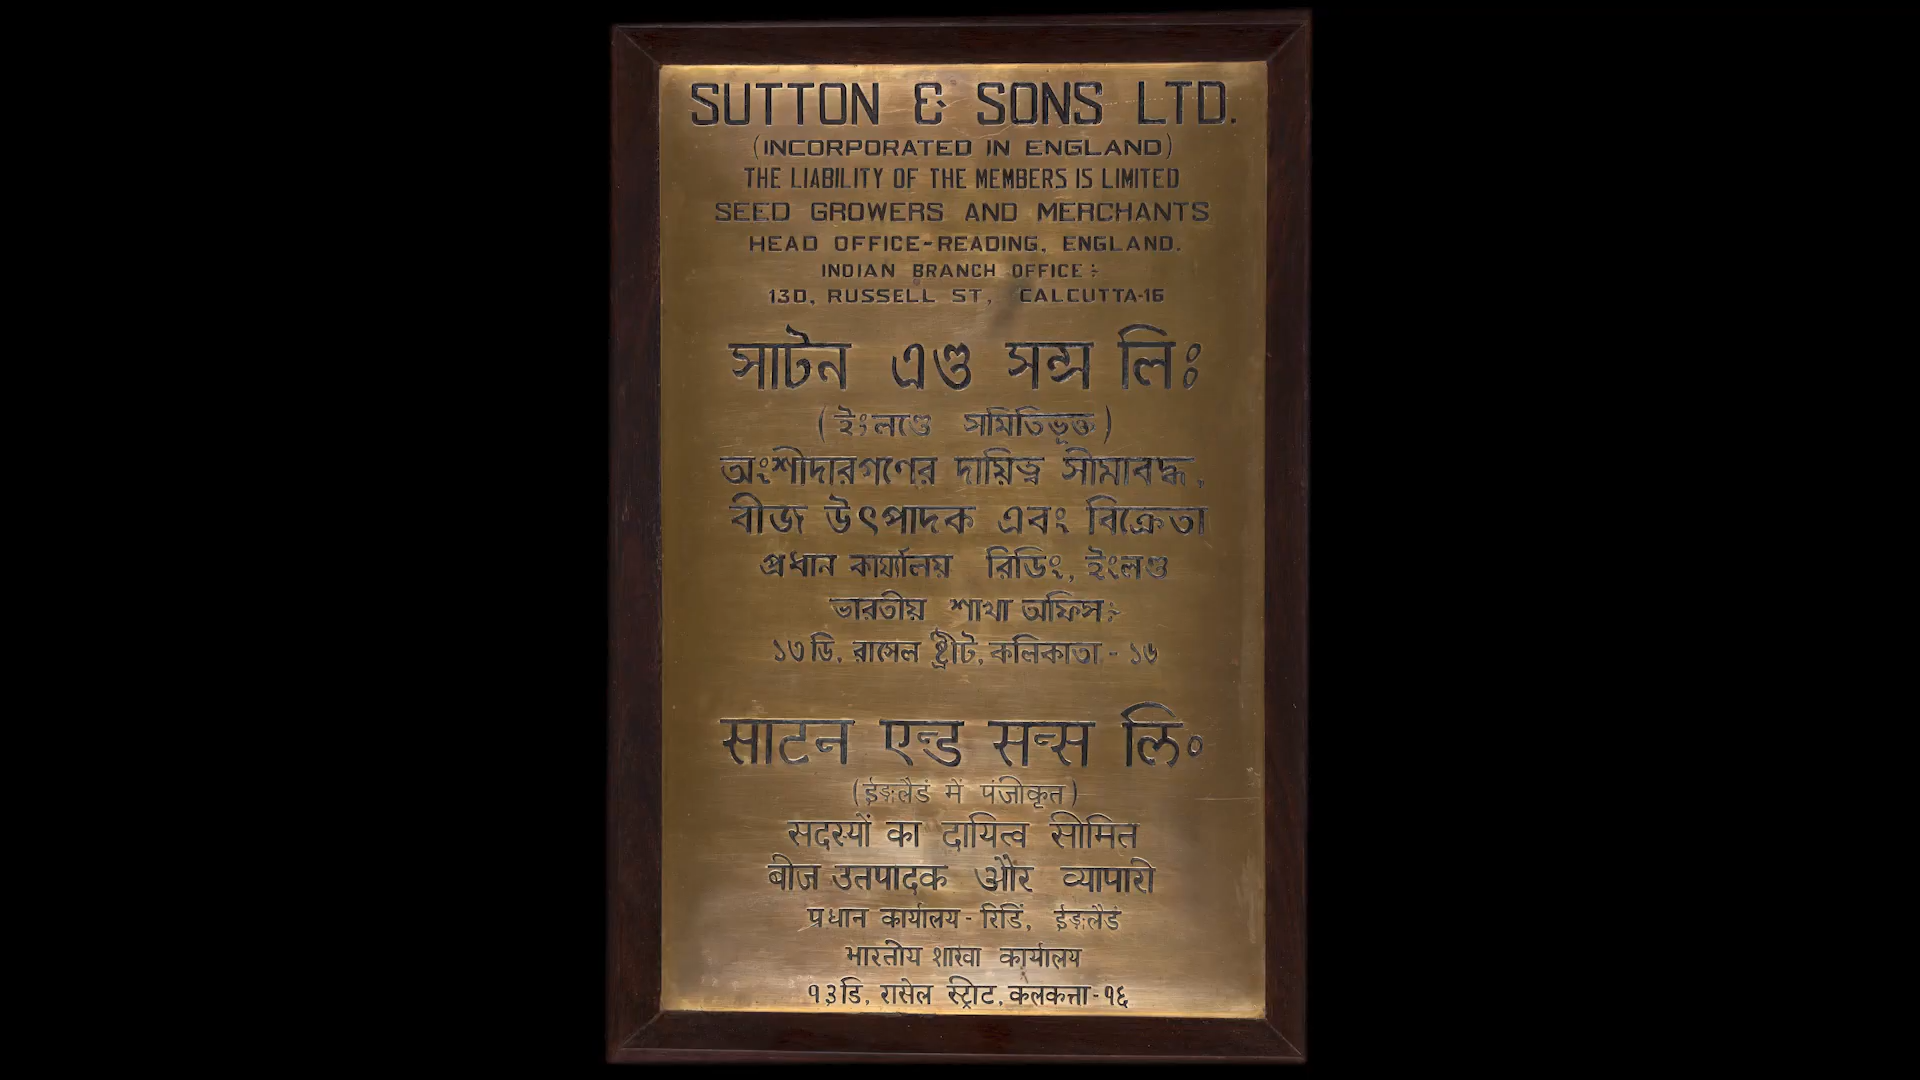 SUTTON & SONS LTD.
(INCORPORATED IN ENGLAND)
THE LIABILITY OF THE MEMBERS IS LIMITED
SEED GROWERS AND MERCHANTS
HEAD OFFICE-READING, ENGLAND.
INDIAN BRANCH OFFICE:-
13D, RUSSELL ST, CALCUTTA-16
সাটন এণ্ড সন্স লিঃ
(ইংলণ্ডে সমিতিভূক্ত)
অংশীদারগণের দায়িত্ব সীমাবদ্ধ,
বীজ উৎপাদক এবং বিক্রেতা
প্রধান কার্য্যালয় রিডিং, ইংলণ্ড
ভারতীয় শাখা অফিস:-
১৩ডি, রাসেল ষ্ট্রীট, কলিকাতা - ১৬
साटन एन्ड सन्स लि०
(ईङ्गलैडं में पंजीकृत)
सदस्यों का दायित्व सीमित
बीज उतपादक और व्यापारी
प्रधान कार्यालय - रिडिं, ईङ्गलैडं
भारतीय शाखा कार्यालय
१३डि, रासेल स्ट्रीट, कलकत्ता - १६